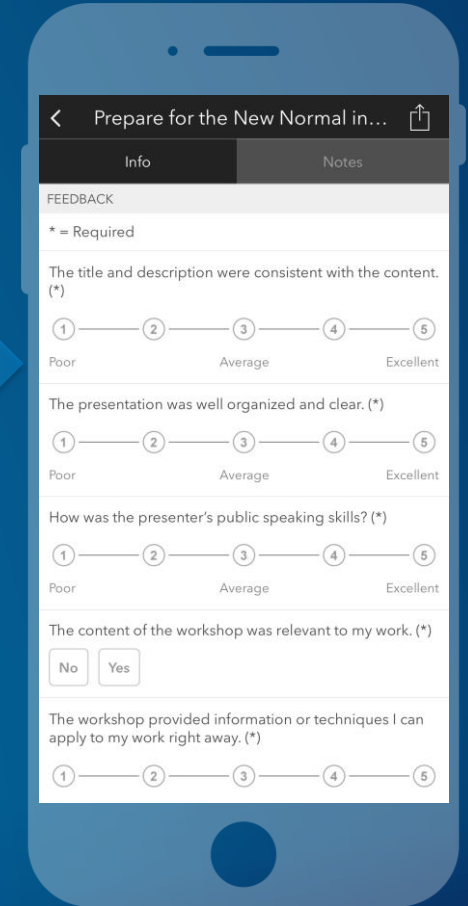 Prepare for the New Normal in...
Info Notes
FEEDBACK
* = Required
The title and description were consistent with the content.
(*)
1 2 3 4 5
Poor Average Excellent
The presentation was well organized and clear. (*)
1 2 3 4 5
Poor Average Excellent
How was the presenter's public speaking skills? (*)
1 2 3 4 5
Poor Average Excellent
The content of the workshop was relevant to my work. (*)
No Yes
The workshop provided information or techniques I can
apply to my work right away. (*)
1 2 3 4 5